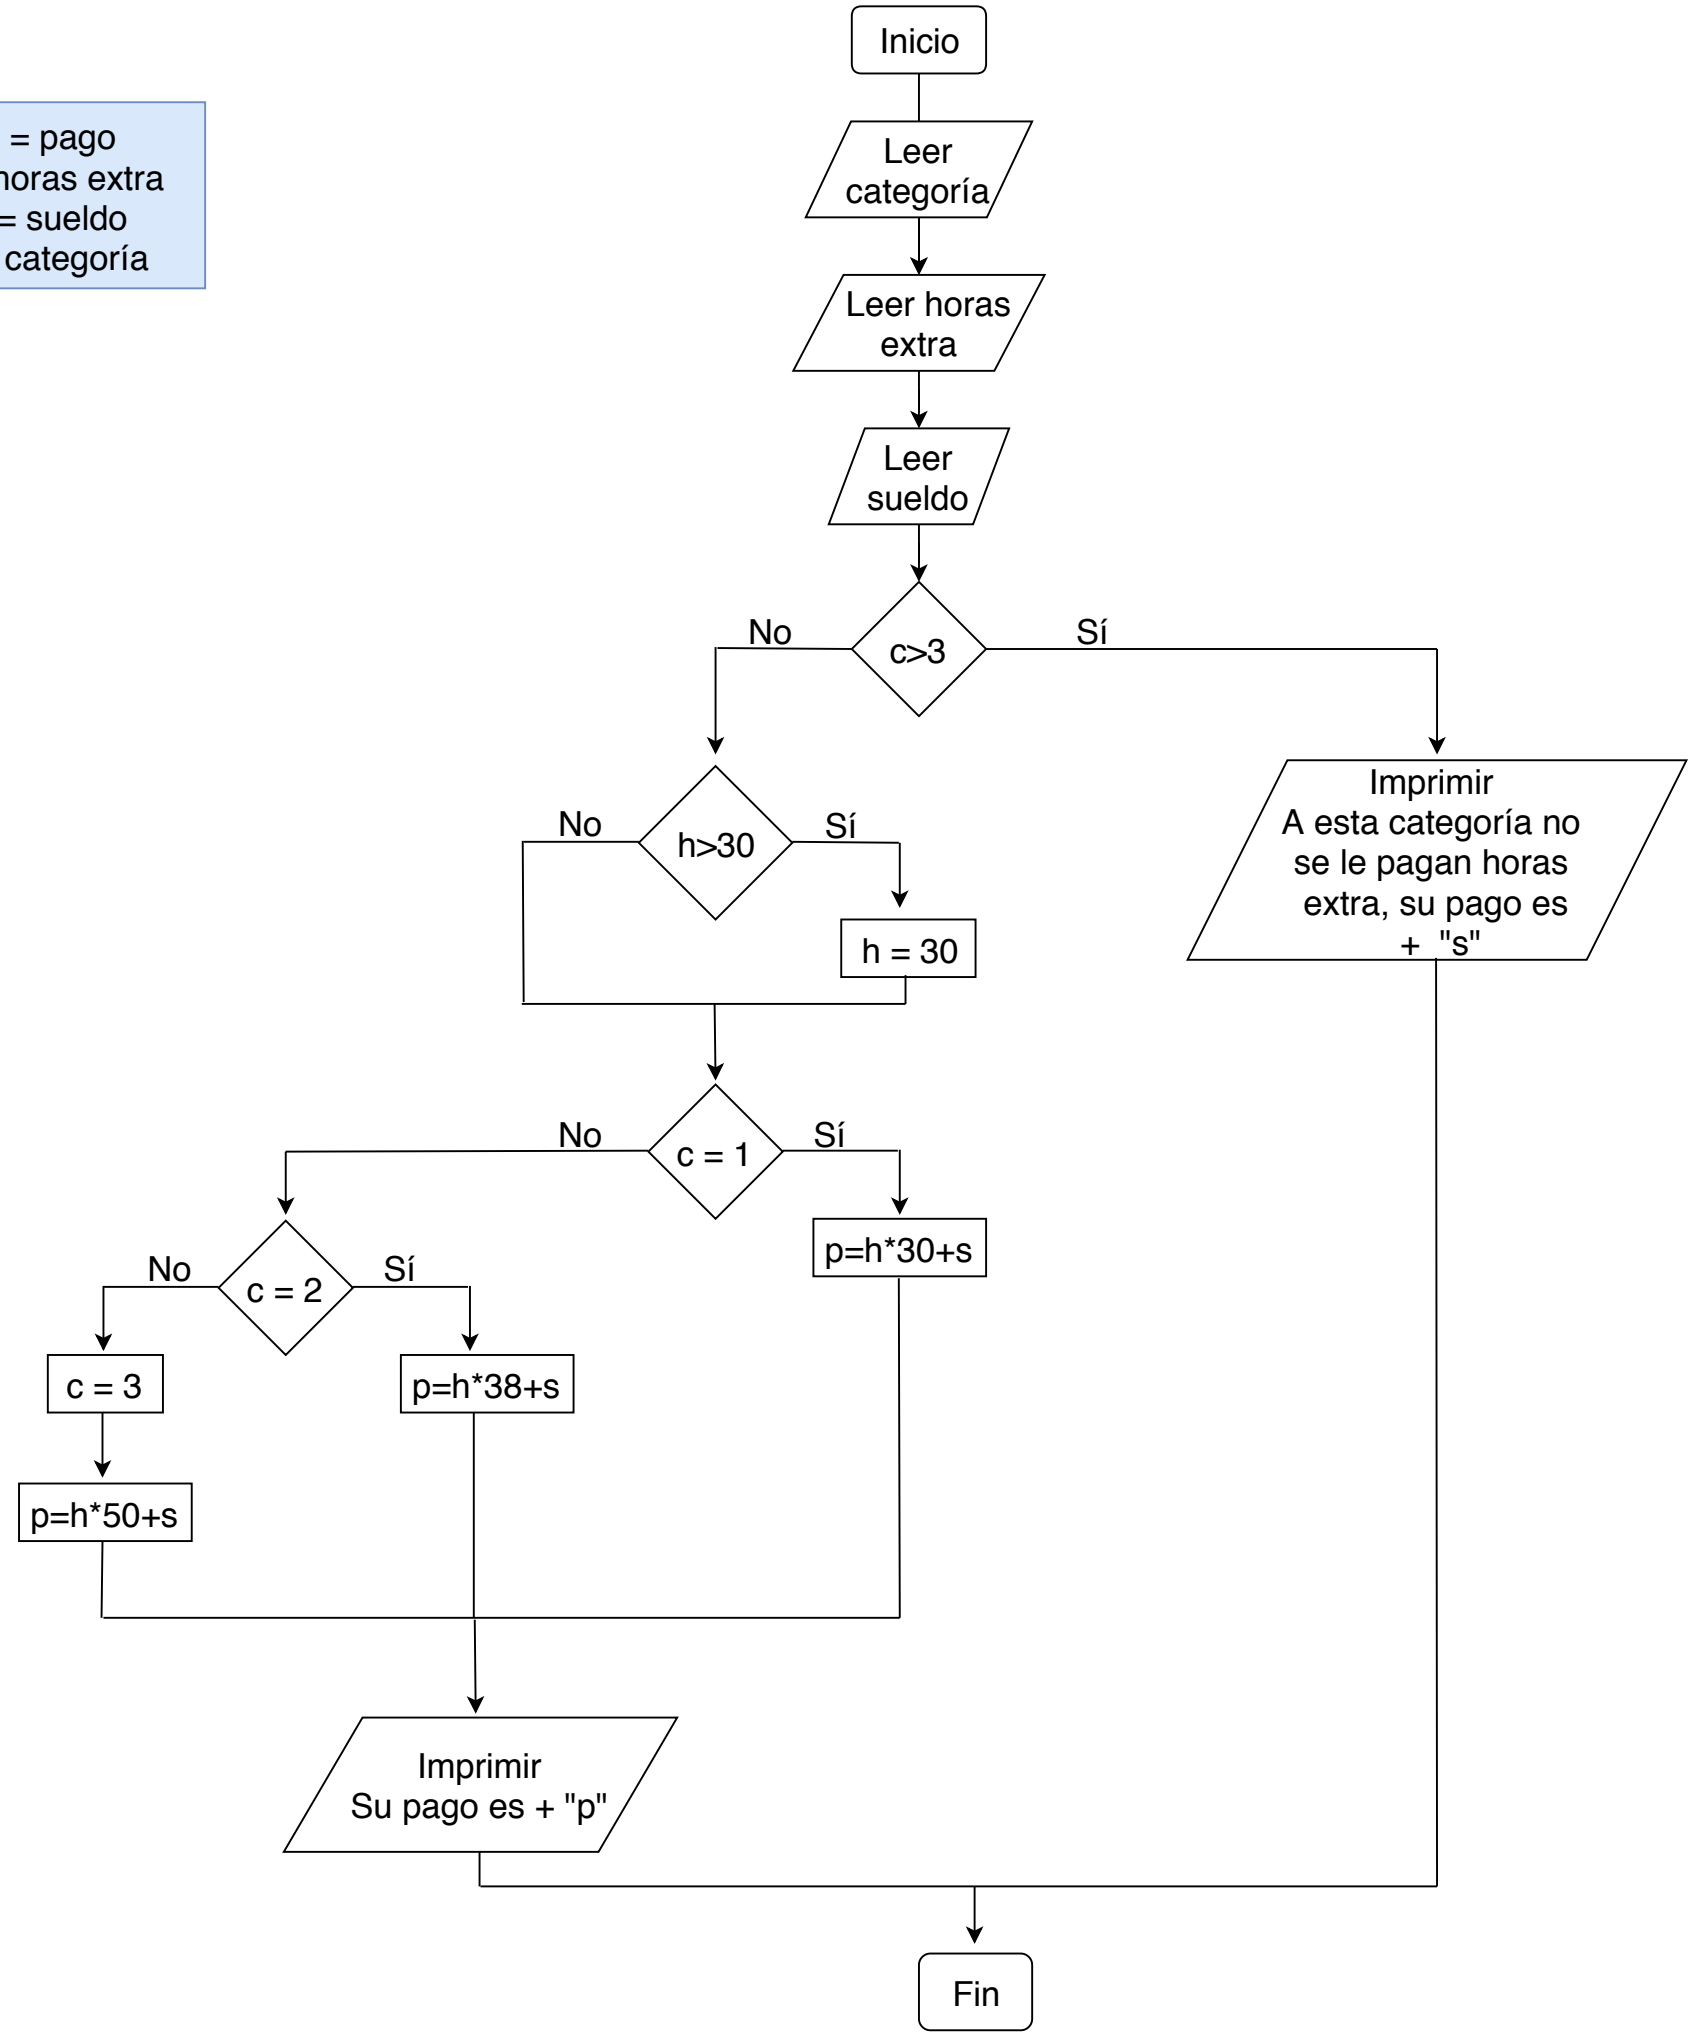 Inicio
= pago
horas extra
= sueldo
categoría
Leer
categoría
Leer horas
extra
Leer
sueldo
No
Sí
c>3
No
Sí
h>30
h = 30
Imprimir
A esta categoría no
se le pagan horas
extra, su pago es
+ "s"
No
Sí
c = 1
p=h*30+s
No
Sí
c = 2
c = 3
p=h*38+s
p=h*50+s
Imprimir
Su pago es + "p"
Fin